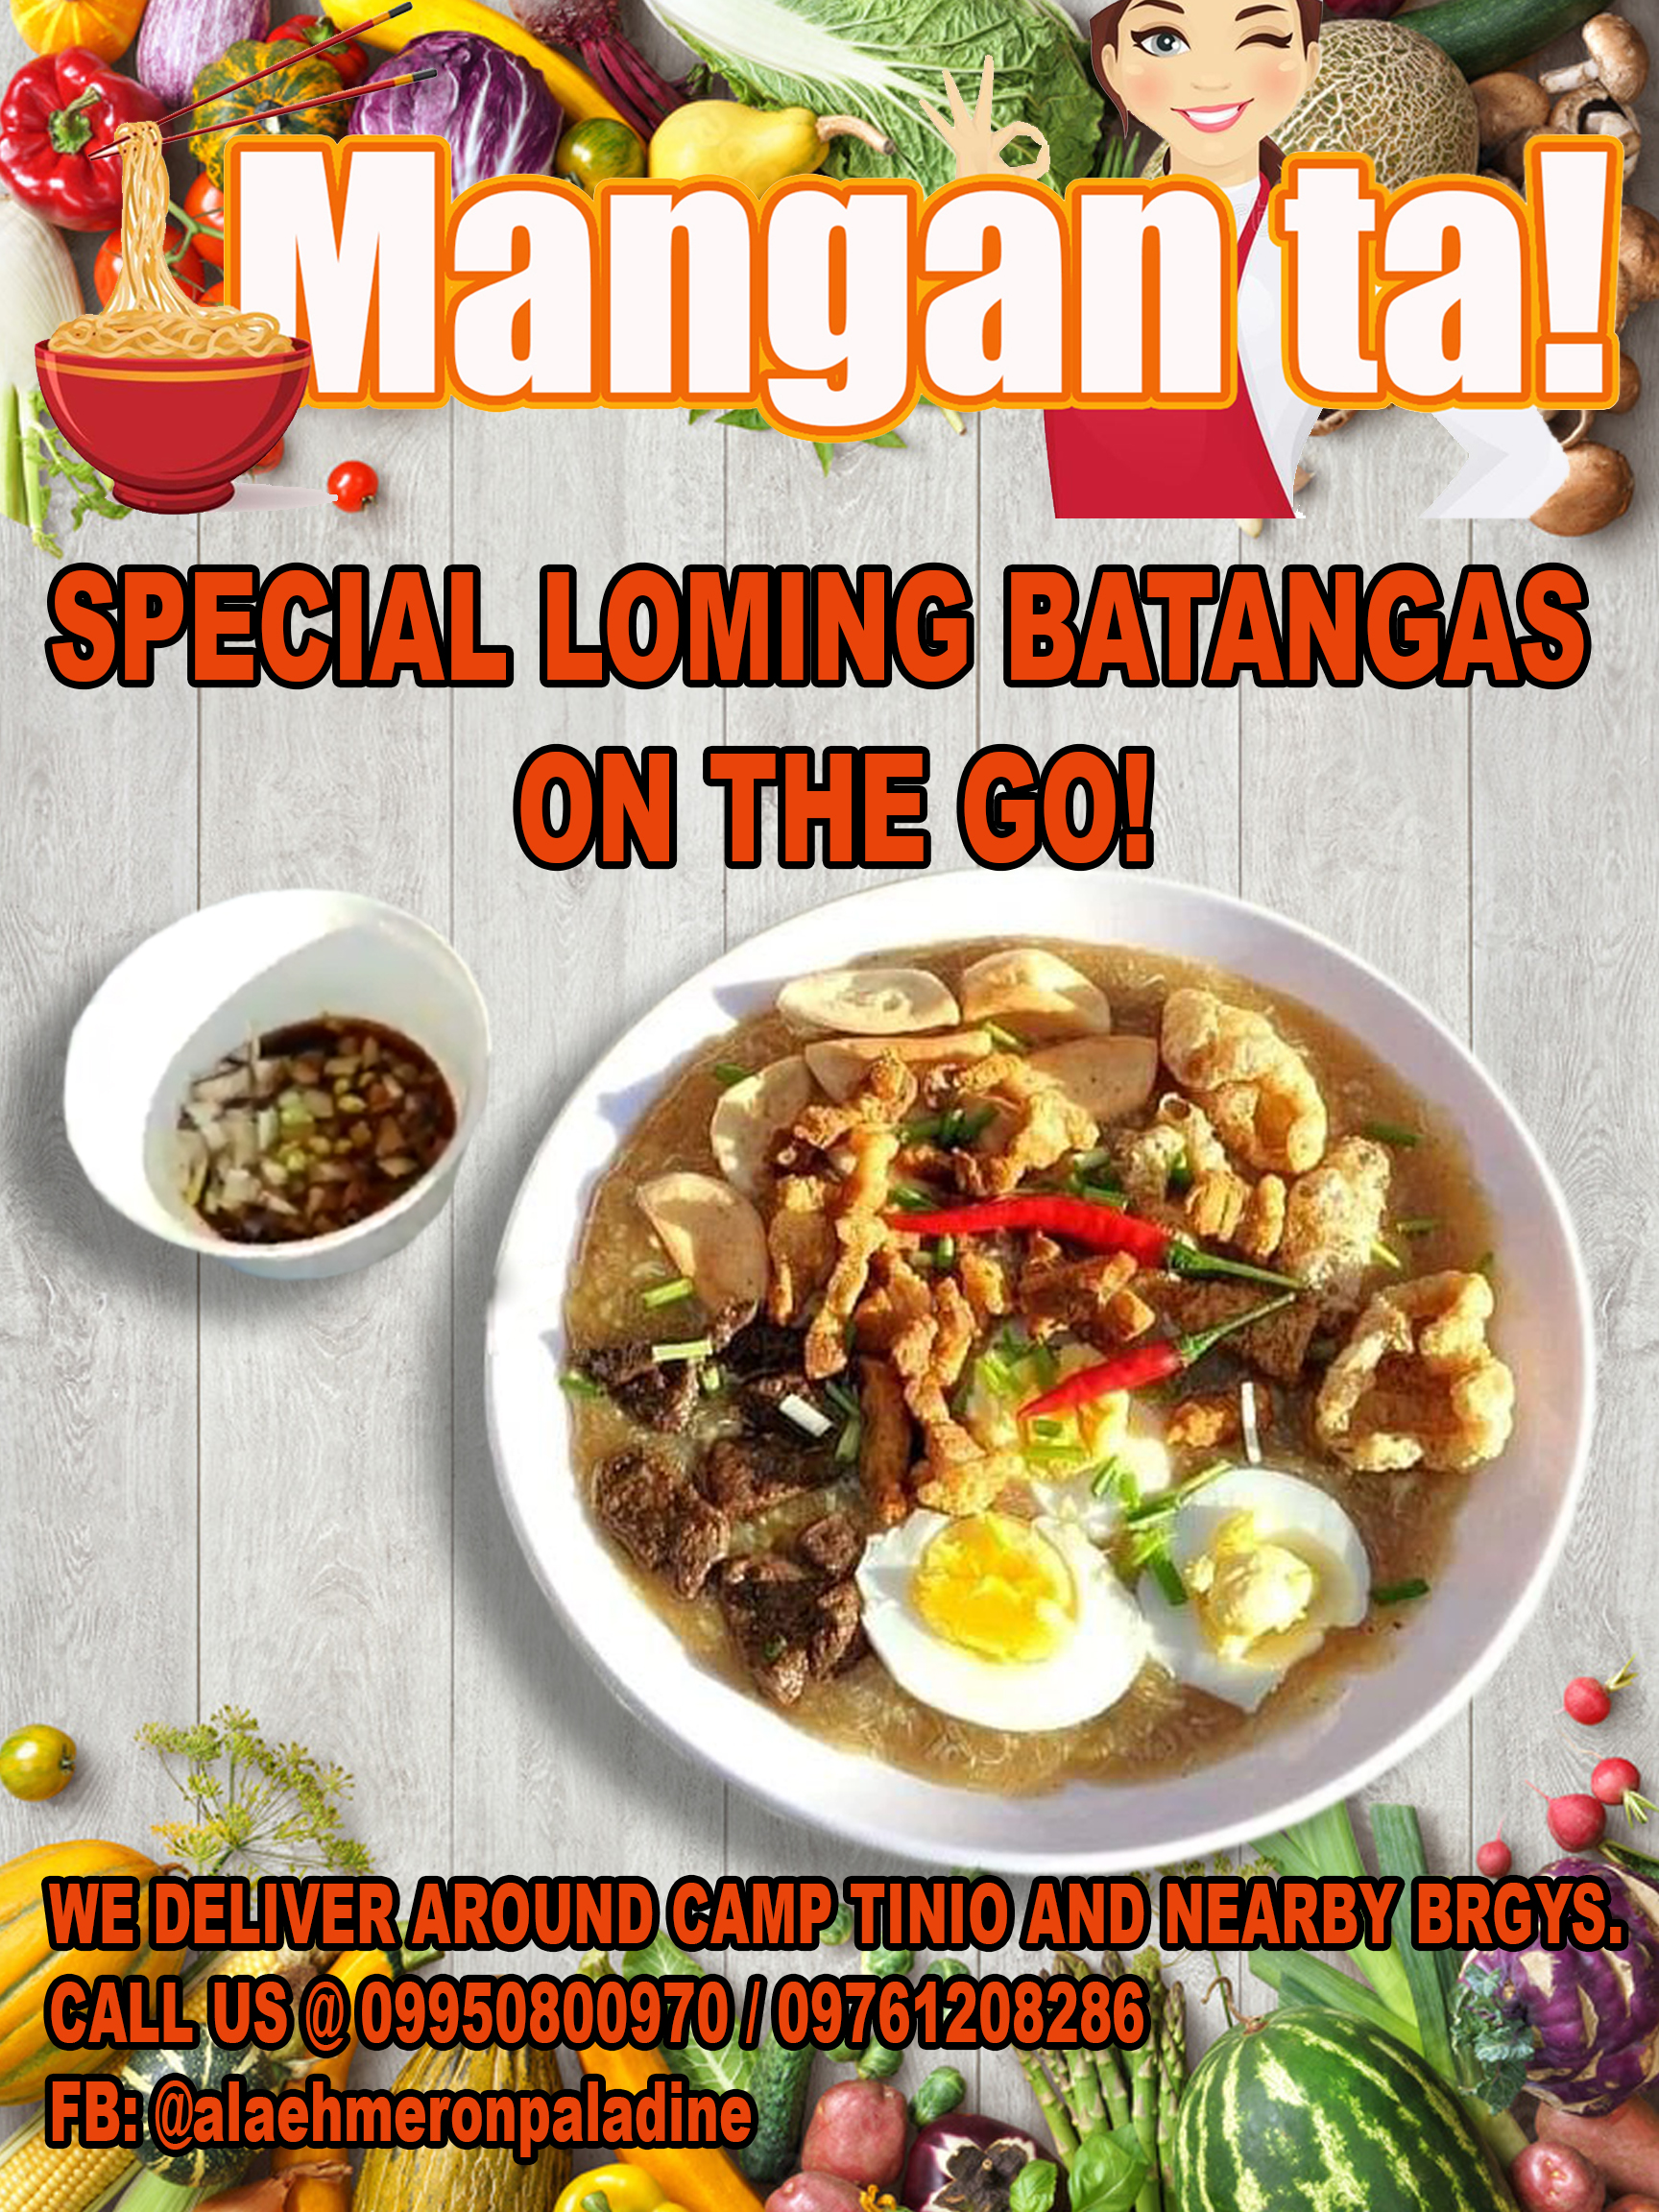 Mangan ta!
SPECIAL LOMING BATANGAS
ON THE GO!
WE DELIVER AROUND CAMP TINIO AND NEARBY BRGYS.
CALL US @ 09950800970 / 09761208286
FB: @alaehmeronpaladine